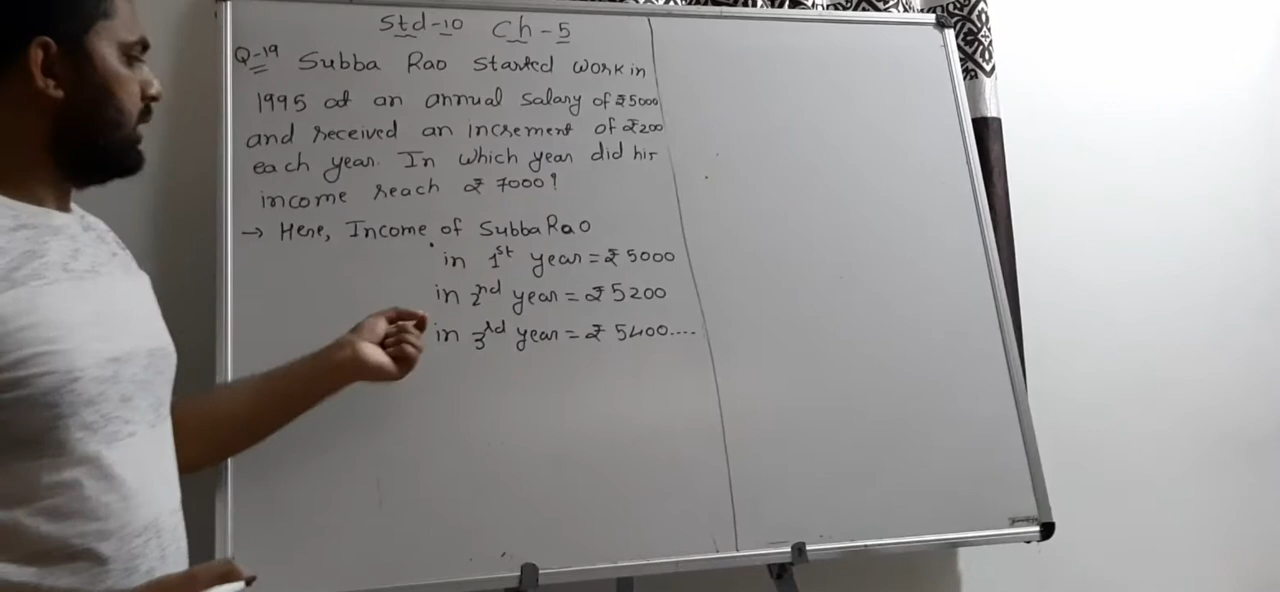 Std-10 Ch-5
Q-19 Subba Rao started work in
1995 at an annual salary of ₹5000
and received an increment of ₹200
each year. In which year did his
income reach ₹ 7000?
→ Here, Income of SubbaRao
in 1st year = ₹ 5000
in 2nd year = ₹ 5200
in 3rd year = ₹ 5400....